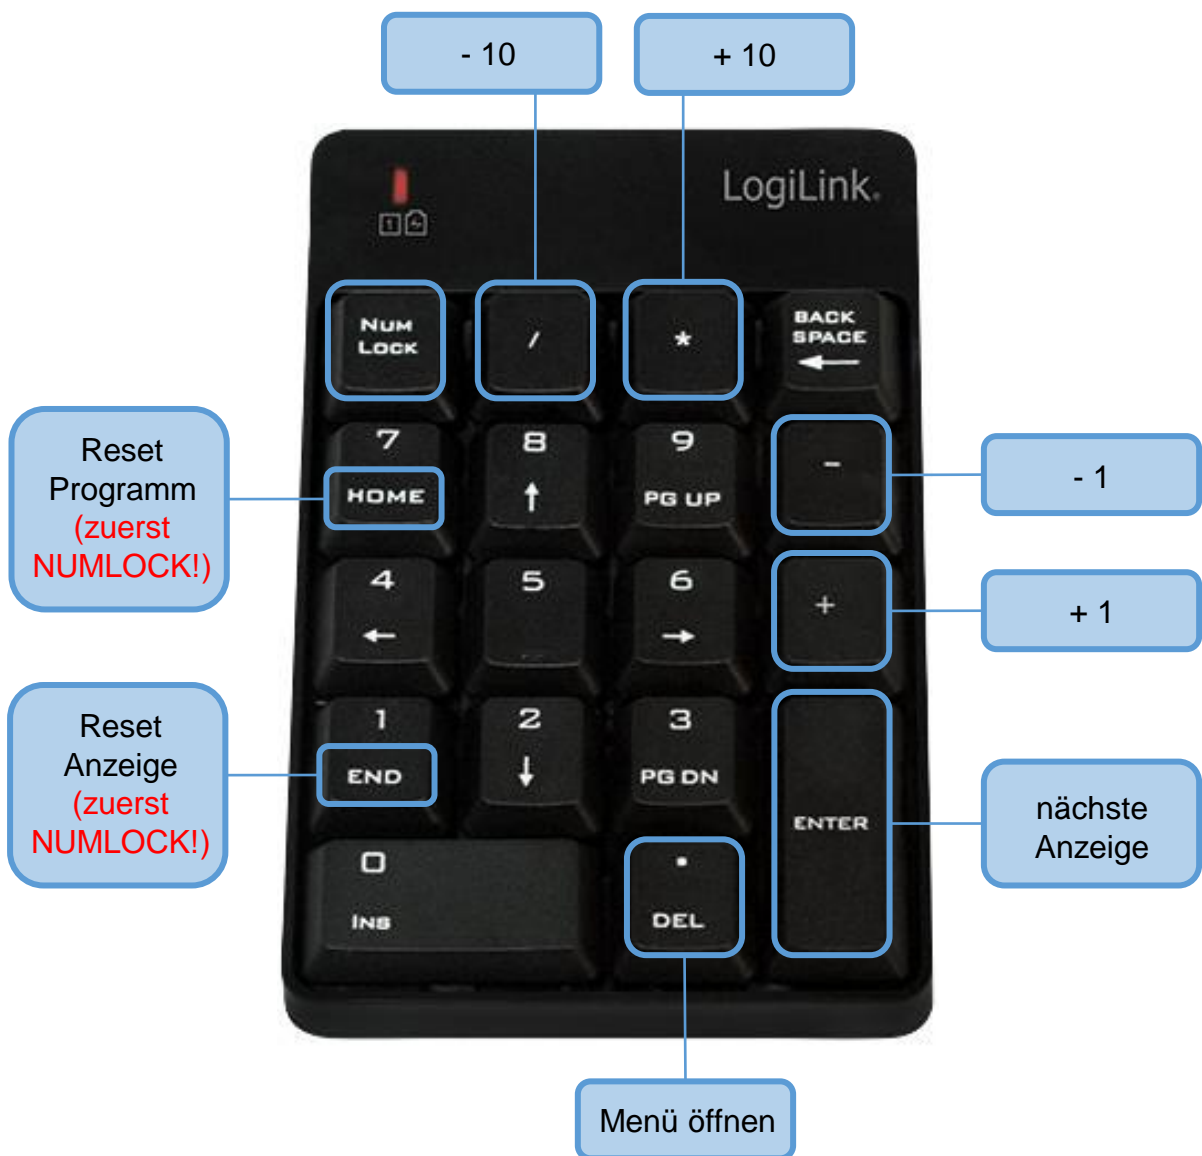 - 10
+ 10
LogiLink.
1
NUM
LOCK
/
*
BACK
SPACE
←
7
HOME
8
↑
9
PG UP
-
Reset
Programm
(zuerst
NUMLOCK!)
- 1
4
←
5
6
→
+
+ 1
Reset
Anzeige
(zuerst
NUMLOCK!)
1
END
2
↓
3
PG DN
ENTER
nächste
Anzeige
0
INS
.
DEL
Menü öffnen